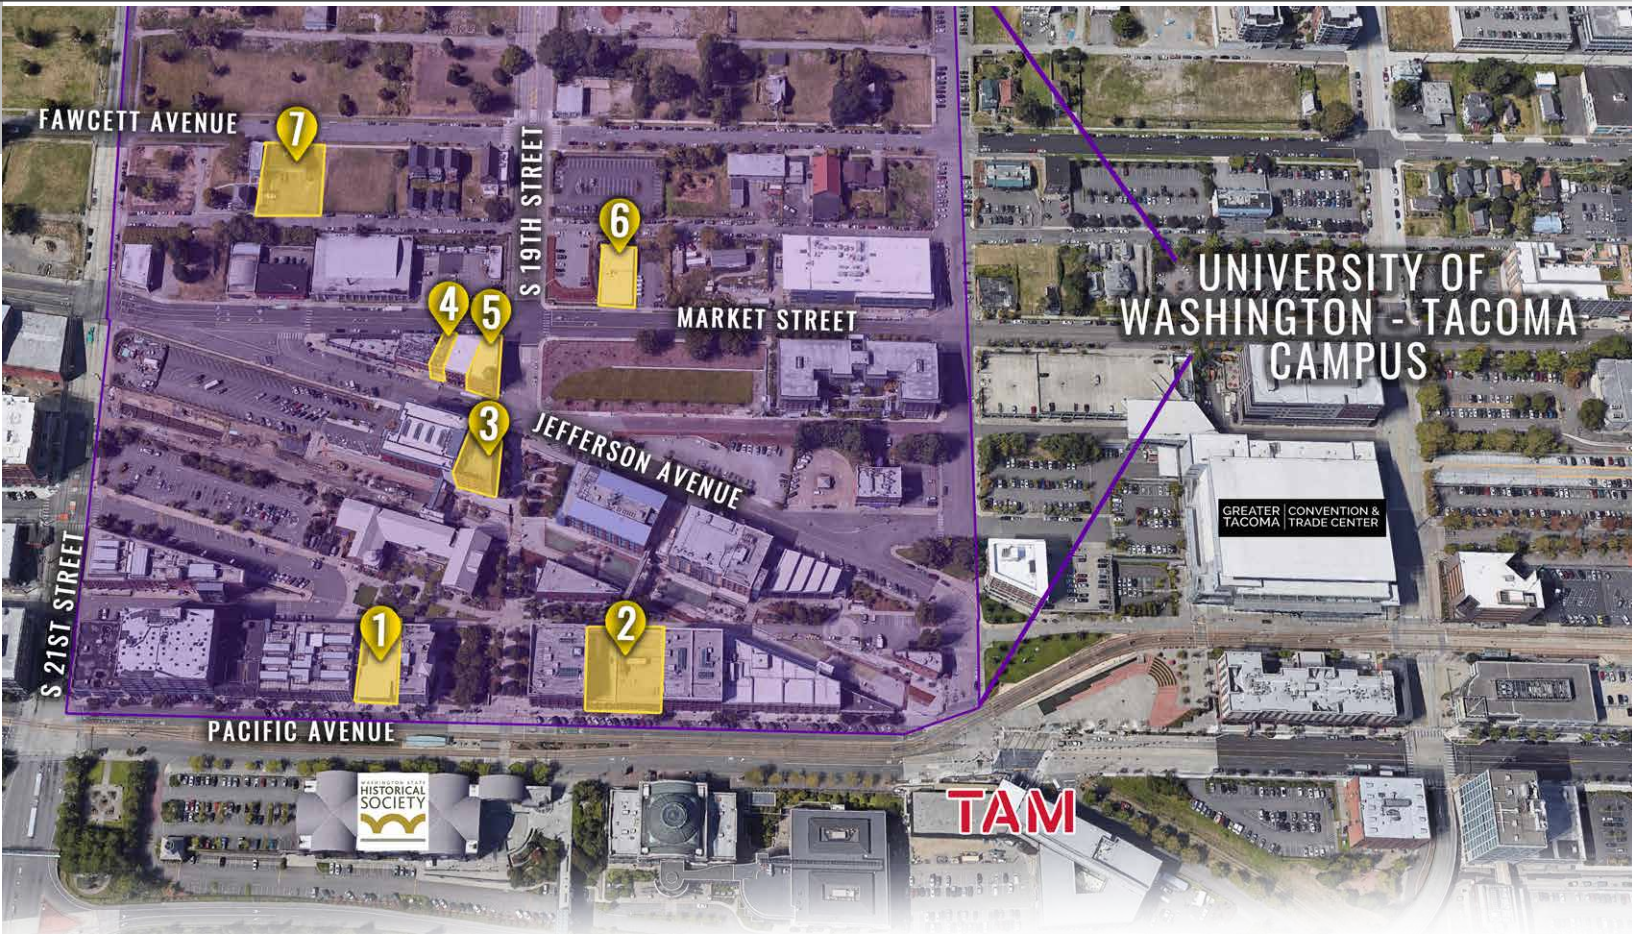 FAWCETT AVENUE
7
S 19TH STREET
6
4
5
MARKET STREET
UNIVERSITY OF
WASHINGTON - TACOMA
CAMPUS
3
JEFFERSON AVENUE
GREATER
TACOMA
CONVENTION &
TRADE CENTER
S 21ST STREET
1
2
PACIFIC AVENUE
WASHINGTON STATE
HISTORICAL
SOCIETY
TAM